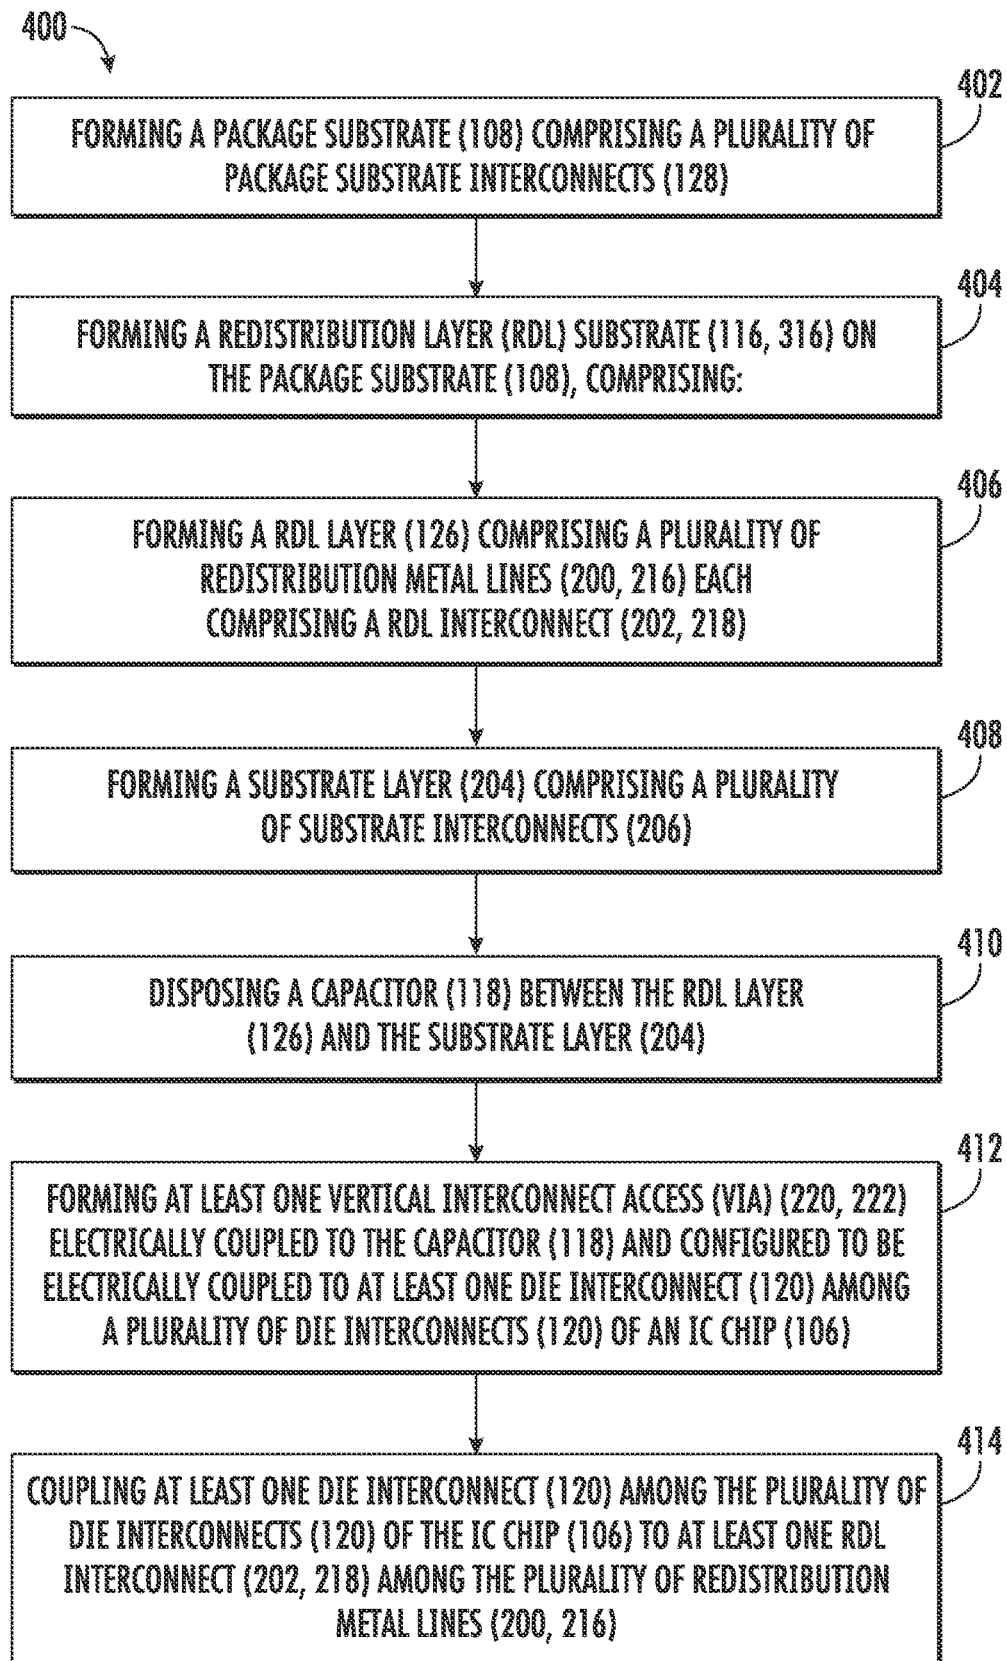 400
402
FORMING A PACKAGE SUBSTRATE (108) COMPRISING A PLURALITY OF
PACKAGE SUBSTRATE INTERCONNECTS (128)
404
FORMING A REDISTRIBUTION LAYER (RDL) SUBSTRATE (116, 316) ON
THE PACKAGE SUBSTRATE (108), COMPRISING:
406
FORMING A RDL LAYER (126) COMPRISING A PLURALITY OF
REDISTRIBUTION METAL LINES (200, 216) EACH
COMPRISING A RDL INTERCONNECT (202, 218)
408
FORMING A SUBSTRATE LAYER (204) COMPRISING A PLURALITY
OF SUBSTRATE INTERCONNECTS (206)
410
DISPOSING A CAPACITOR (118) BETWEEN THE RDL LAYER
(126) AND THE SUBSTRATE LAYER (204)
412
FORMING AT LEAST ONE VERTICAL INTERCONNECT ACCESS (VIA) (220, 222)
ELECTRICALLY COUPLED TO THE CAPACITOR (118) AND CONFIGURED TO BE
ELECTRICALLY COUPLED TO AT LEAST ONE DIE INTERCONNECT (120) AMONG
A PLURALITY OF DIE INTERCONNECTS (120) OF AN IC CHIP (106)
414
COUPLING AT LEAST ONE DIE INTERCONNECT (120) AMONG THE PLURALITY OF
DIE INTERCONNECTS (120) OF THE IC CHIP (106) TO AT LEAST ONE RDL
INTERCONNECT (202, 218) AMONG THE PLURALITY OF REDISTRIBUTION
METAL LINES (200, 216)